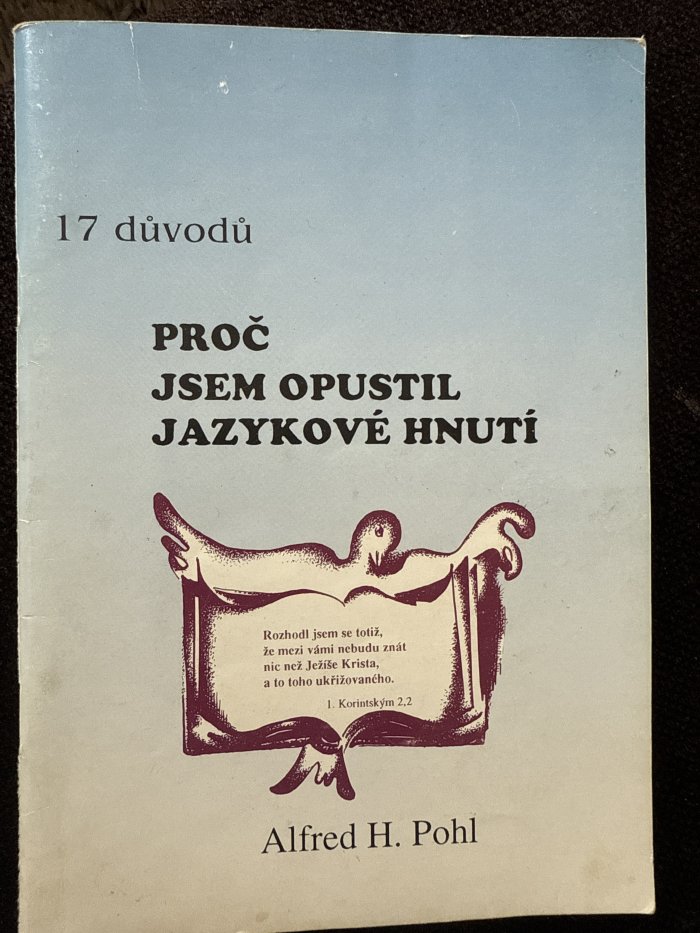 17 důvodů
PROČ
JSEM OPUSTIL
JAZYKOVÉ HNUTÍ
Rozhodl jsem se totiž,
že mezi vámi nebudu znát
nic než Ježíše Krista,
a to toho ukřižovaného.
1. Korintským 2,2
Alfred H. Pohl